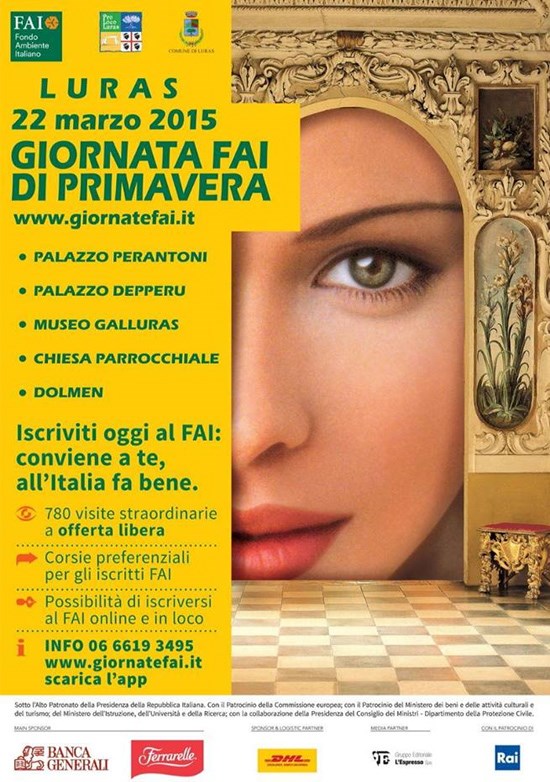 FAI
Fondo
Ambiente
Italiano
Pro
Loco
Luras
COMUNE DI LURAS
LURAS
22 marzo 2015
GIORNATA FAI
DI PRIMAVERA
www.giornatefai.it
• PALAZZO PERANTONI
• PALAZZO DEPPERU
• MUSEO GALLURAS
• CHIESA PARROCCHIALE
• DOLMEN
Iscriviti oggi al FAI:
conviene a te,
all'Italia fa bene.
780 visite straordinarie
a offerta libera
Corsie preferenziali
per gli iscritti FAI
Possibilità di iscriversi
al FAI online e in loco
INFO 06 6619 3495
www.giornatefai.it
scarica l'app
Sotto l'Alto Patronato della Presidenza della Repubblica Italiana. Con il Patrocinio della Commissione europea; con il Patrocinio del Ministero dei beni e delle attività culturali e
del turismo; del Ministero dell'Istruzione, dell'Università e della Ricerca; con la collaborazione della Presidenza del Consiglio dei Ministri - Dipartimento della Protezione Civile.
MAIN SPONSOR
SPONSOR & LOGISTIC PARTNER
MEDIA PARTNER
CON IL PATROCINIO DI
BANCA
GENERALI
Ferrarelle
DHL
Gruppo Editoriale
L'Espresso SpA
Rai